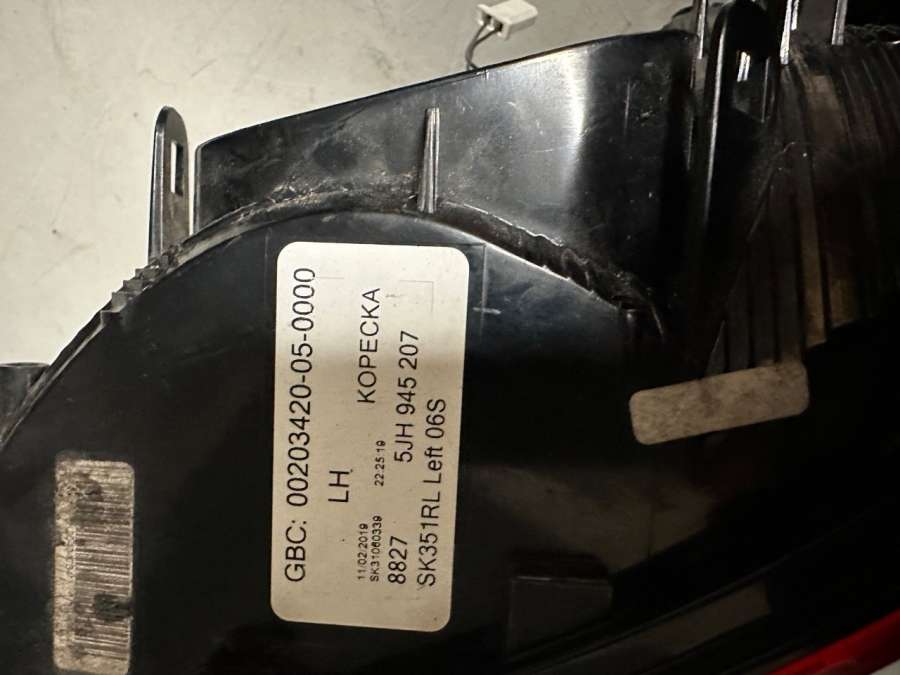 GBC: 00203420-05-0000
LH
11/02/2019 22:25:19
SK31060339 KOPECKA
8827 5JH 945 207
SK351RL Left 06S